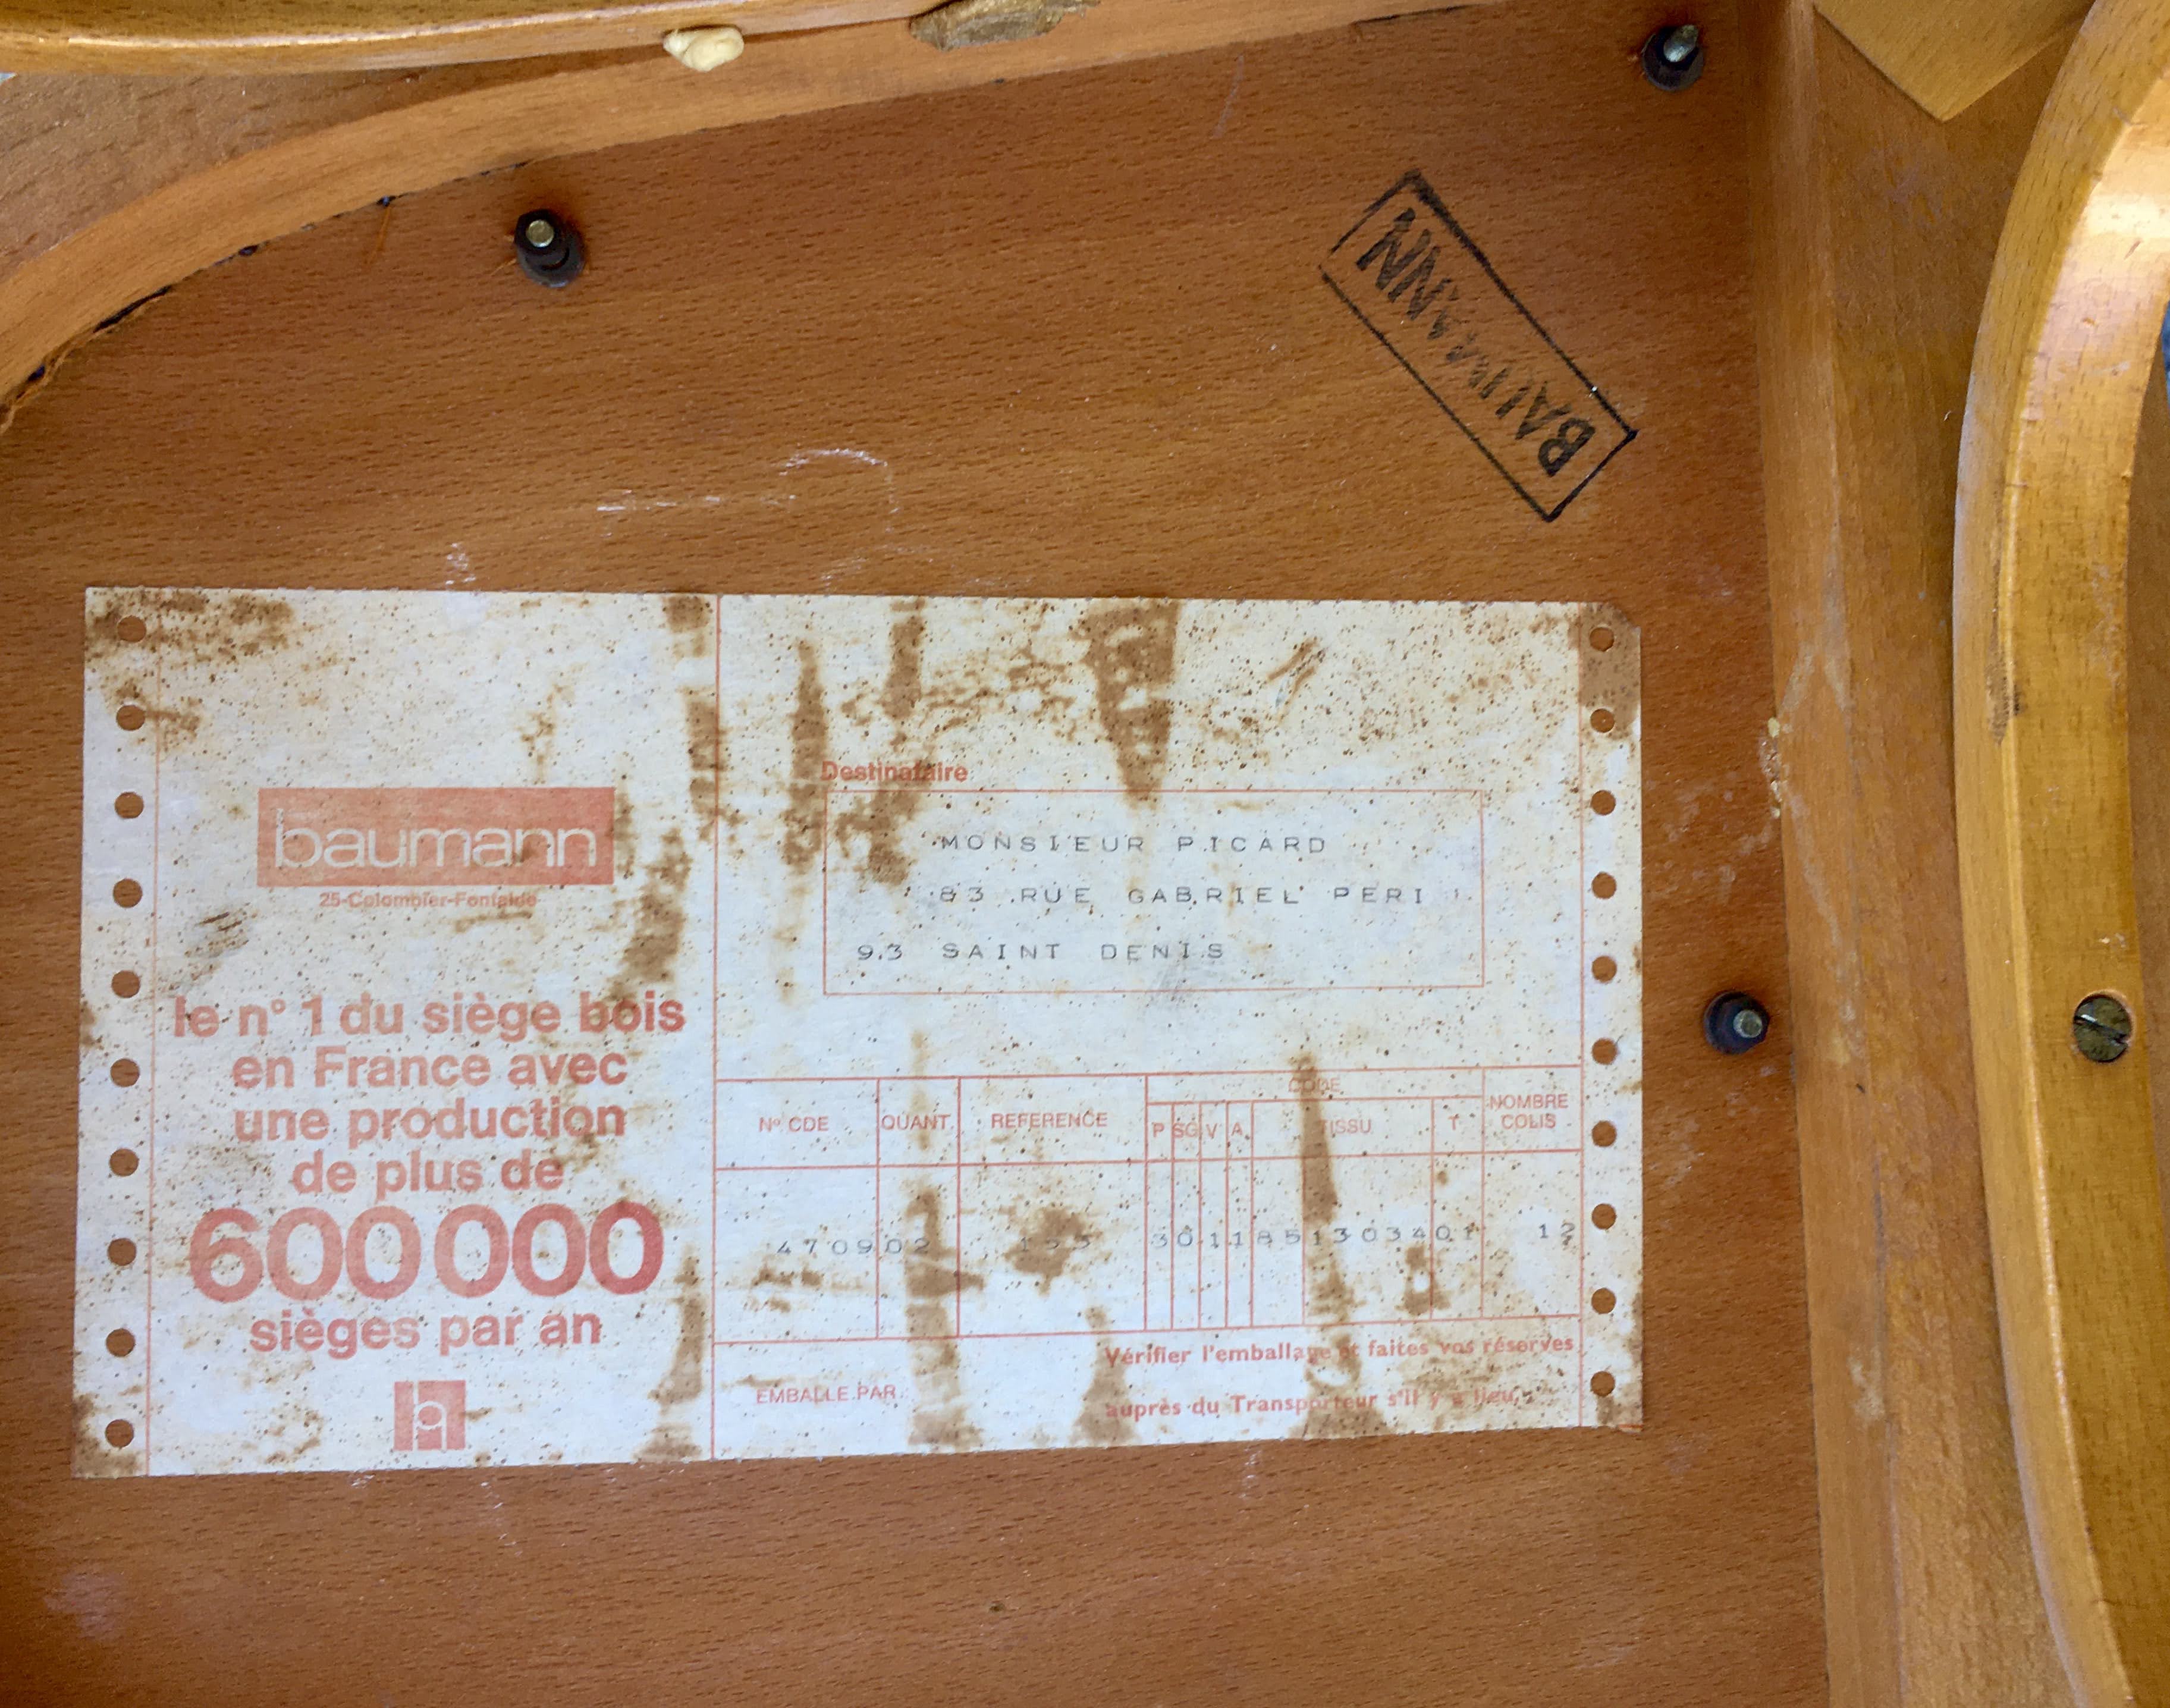 BAUMANN
baumann
25-Colombier-Fontaine
le n° 1 du siège bois
en France avec
une production
de plus de
600 000
sièges par an
Destinataire
MONSIEUR PICARD
83 RUE GABRIEL PERI
93 SAINT DENIS
N° CDE QUANT. REFERENCE CODE NOMBRE COLIS
P SG V A TISSU T
470902 3011851303401
EMBALLE PAR
Vérifier l'emballage et faites vos réserves
auprès du Transporteur s'il y a lieu.